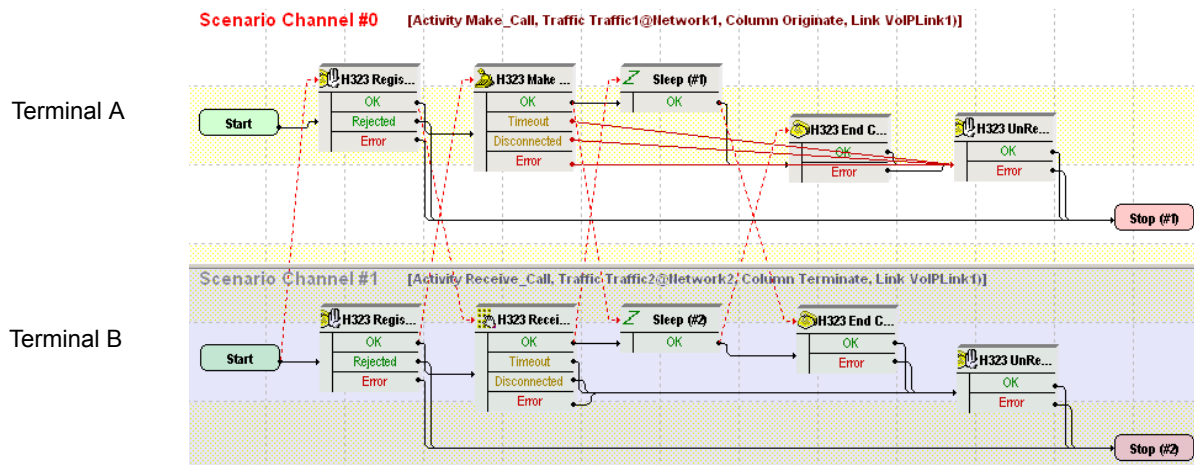 Scenario Channel #0 [Activity Make_Call, Traffic Traffic1@Network1, Column Originate, Link VoIPLink1)]
Terminal A
Start
H323 Regis...
OK
Rejected
Error
H323 Make ...
OK
Timeout
Disconnected
Error
Sleep (#1)
OK
H323 End C...
OK
Error
H323 UnRe...
OK
Error
Stop (#1)
Scenario Channel #1 [Activity Receive_Call, Traffic Traffic2@Network2, Column Terminate, Link VoIPLink1)]
Terminal B
Start
H323 Regis...
OK
Rejected
Error
H323 Recei...
OK
Timeout
Disconnected
Error
Sleep (#2)
OK
H323 End C...
OK
Error
H323 UnRe...
OK
Error
Stop (#2)